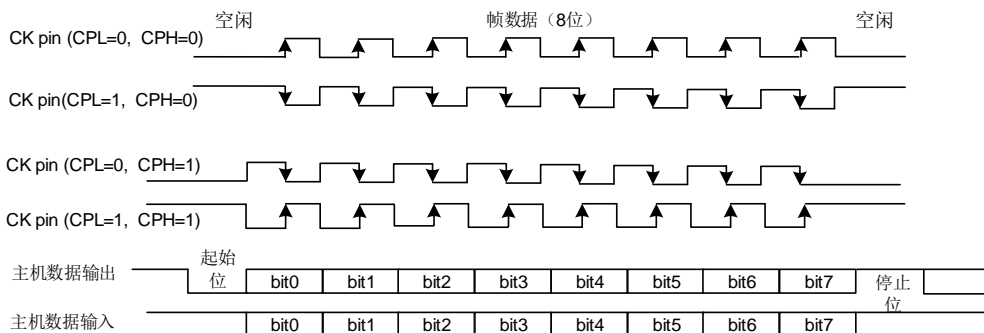 空闲 帧数据（8位） 空闲
CK pin (CPL=0, CPH=0)
CK pin(CPL=1, CPH=0)
CK pin (CPL=0, CPH=1)
CK pin (CPL=1, CPH=1)
主机数据输出 起始位 bit0 bit1 bit2 bit3 bit4 bit5 bit6 bit7 停止位
主机数据输入 bit0 bit1 bit2 bit3 bit4 bit5 bit6 bit7